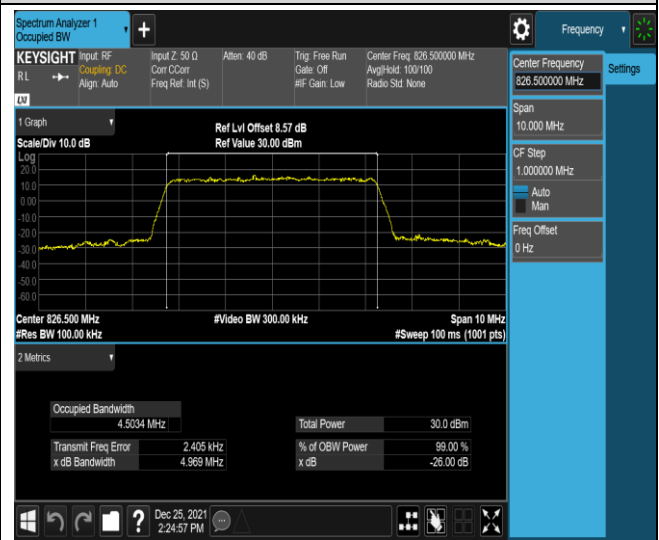 Spectrum Analyzer 1
Occupied BW
Frequency
KEYSIGHT
R L
LXI
Input: RF
Coupling: DC
Align: Auto
Input Z: 50 Ω
Corr CCorr
Freq Ref: Int (S)
Atten: 40 dB
Trig: Free Run
Gate: Off
#IF Gain: Low
Center Freq: 826.500000 MHz
Avg|Hold: 100/100
Radio Std: None
Center Frequency
826.500000 MHz
Settings
Span
10.000 MHz
CF Step
1.000000 MHz
Auto
Man
Freq Offset
0 Hz
1 Graph
Scale/Div 10.0 dB
Ref Lvl Offset 8.57 dB
Ref Value 30.00 dBm
Log
20.0
10.0
0.00
-10.0
-20.0
-30.0
-40.0
-50.0
-60.0
Center 826.500 MHz
#Video BW 300.00 kHz
Span 10 MHz
#Res BW 100.00 kHz
#Sweep 100 ms (1001 pts)
2 Metrics
Occupied Bandwidth
4.5034 MHz
Total Power 30.0 dBm
Transmit Freq Error 2.405 kHz
% of OBW Power 99.00 %
x dB Bandwidth 4.969 MHz
x dB -26.00 dB
?
Dec 25, 2021
2:24:57 PM